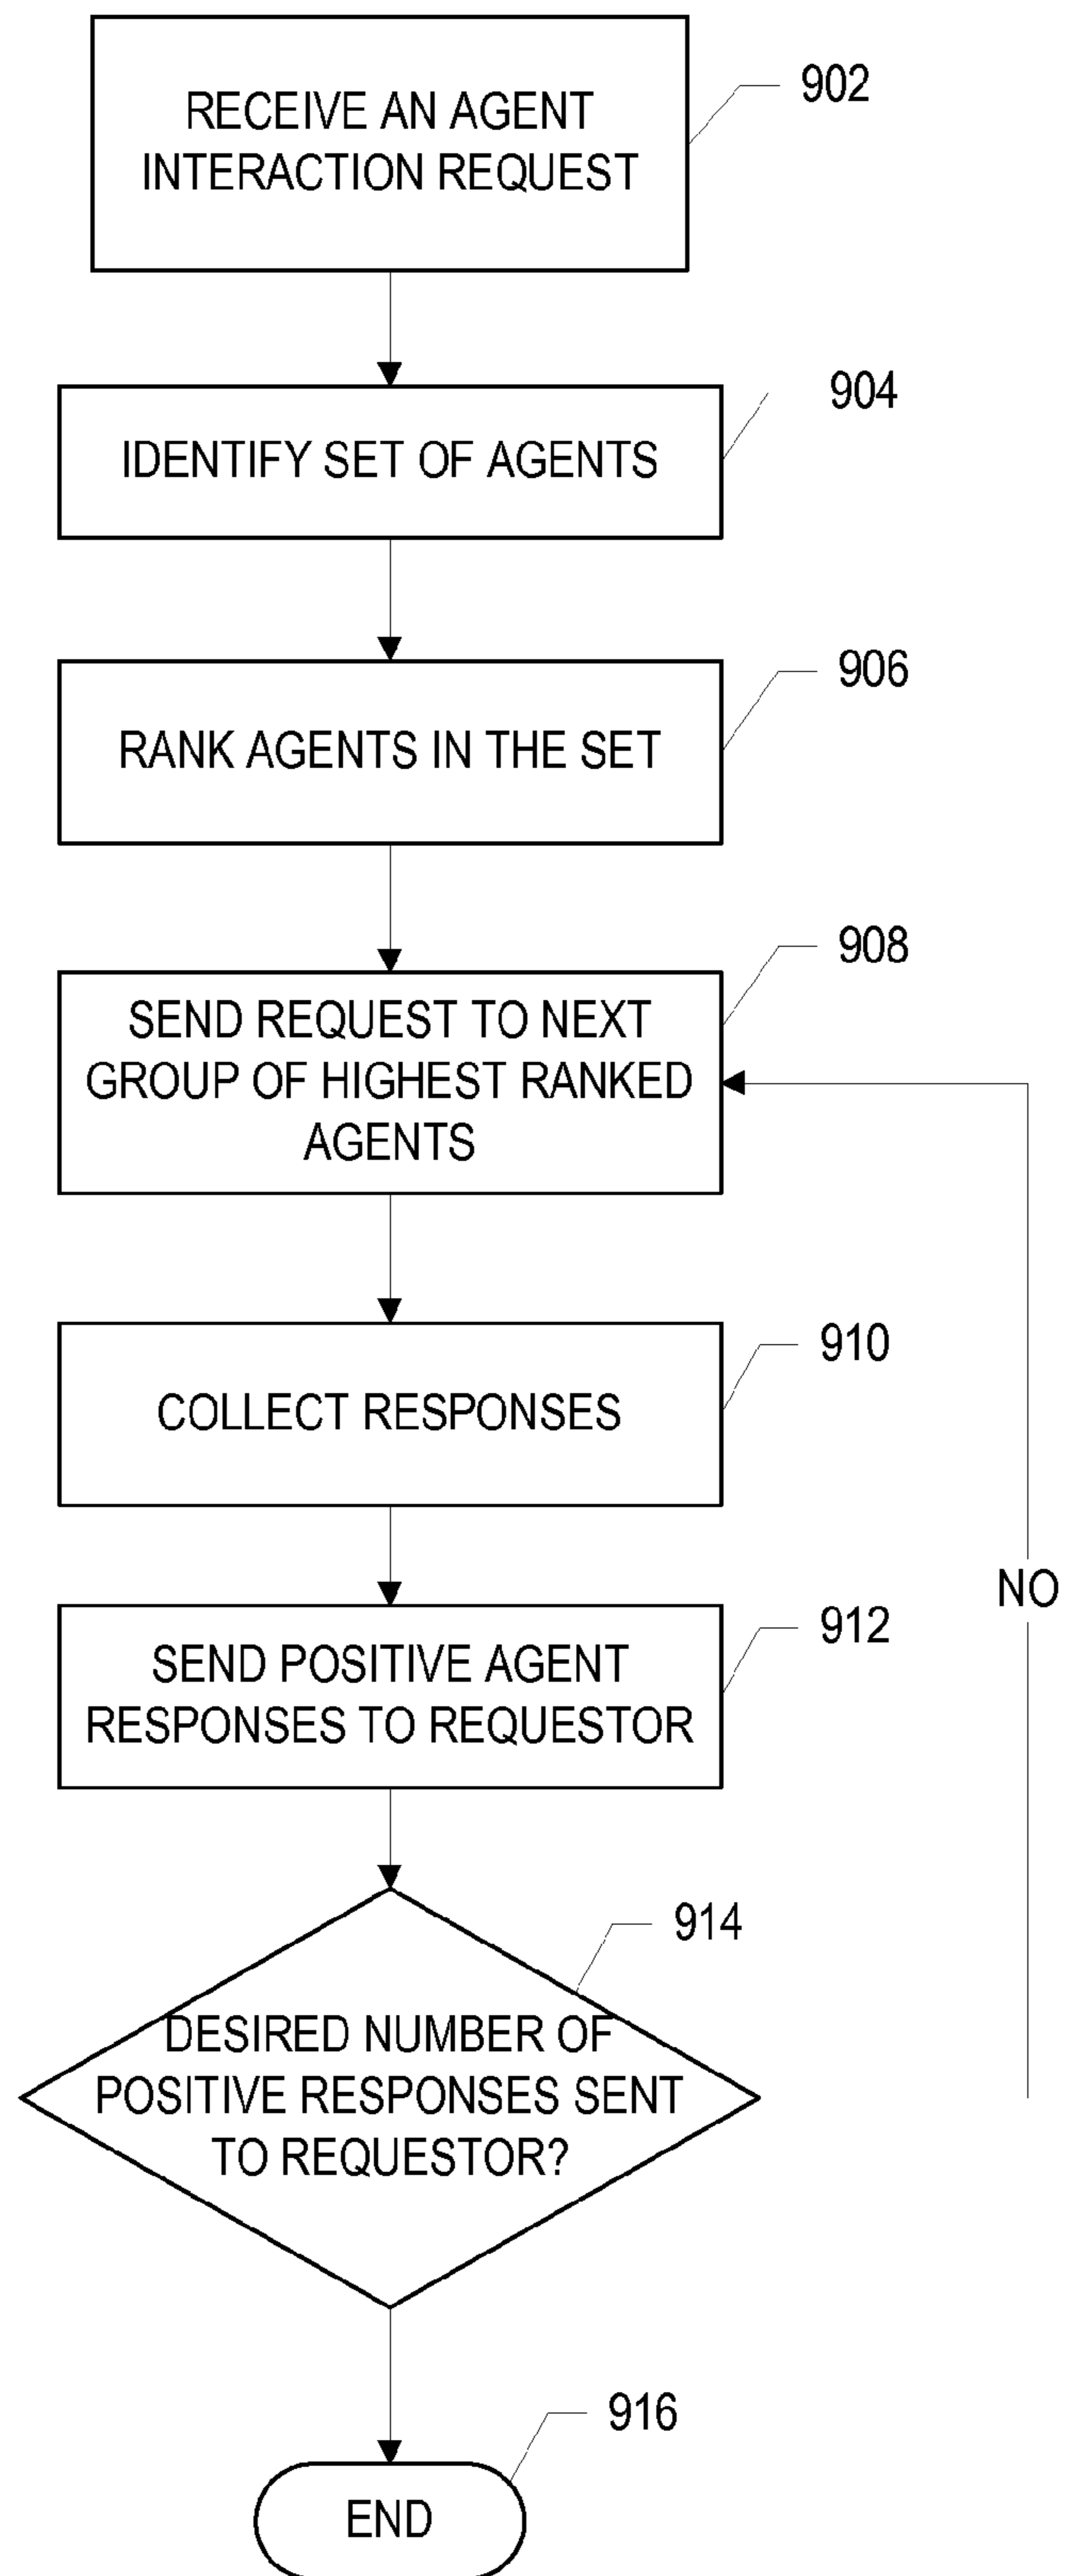 RECEIVE AN AGENT
INTERACTION REQUEST
902
IDENTIFY SET OF AGENTS
904
RANK AGENTS IN THE SET
906
SEND REQUEST TO NEXT
GROUP OF HIGHEST RANKED
AGENTS
908
COLLECT RESPONSES
910
NO
SEND POSITIVE AGENT
RESPONSES TO REQUESTOR
912
DESIRED NUMBER OF
POSITIVE RESPONSES SENT
TO REQUESTOR?
914
END
916